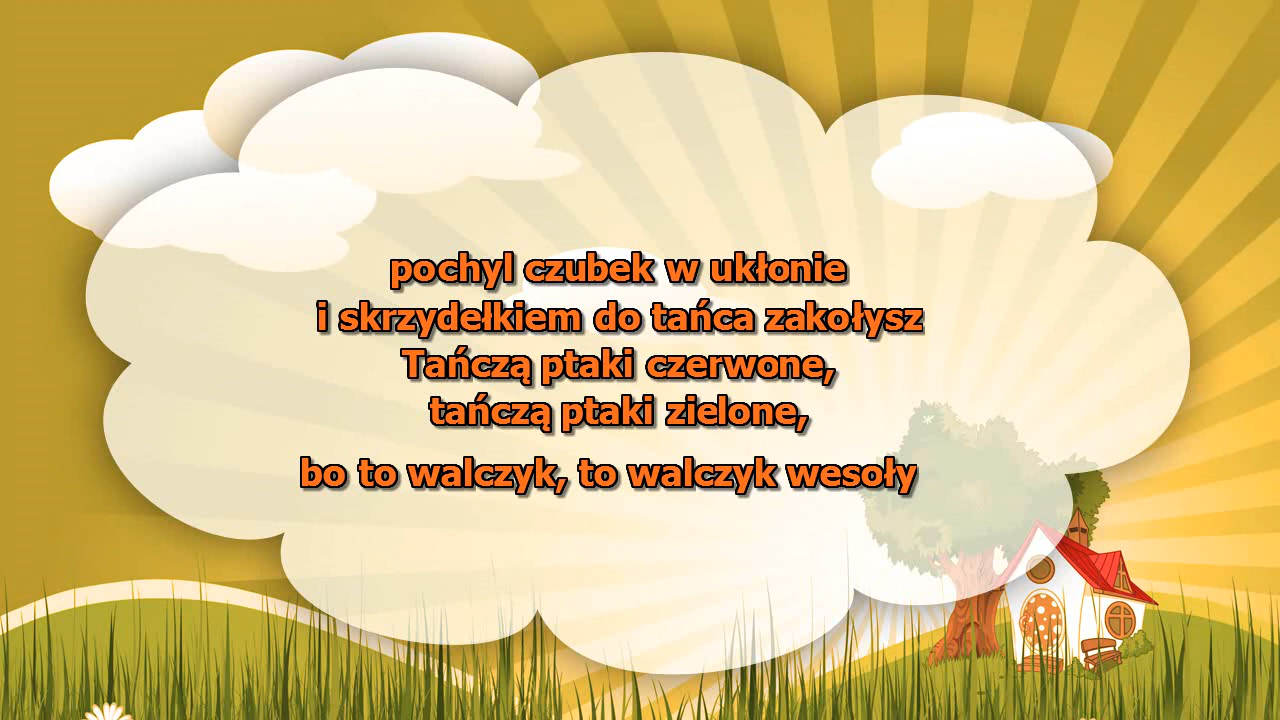 pochyl czubek w ukłonie
i skrzydełkiem do tańca zakołysz
Tańczą ptaki czerwone,
tańczą ptaki zielone,
bo to walczyk, to walczyk wesoły